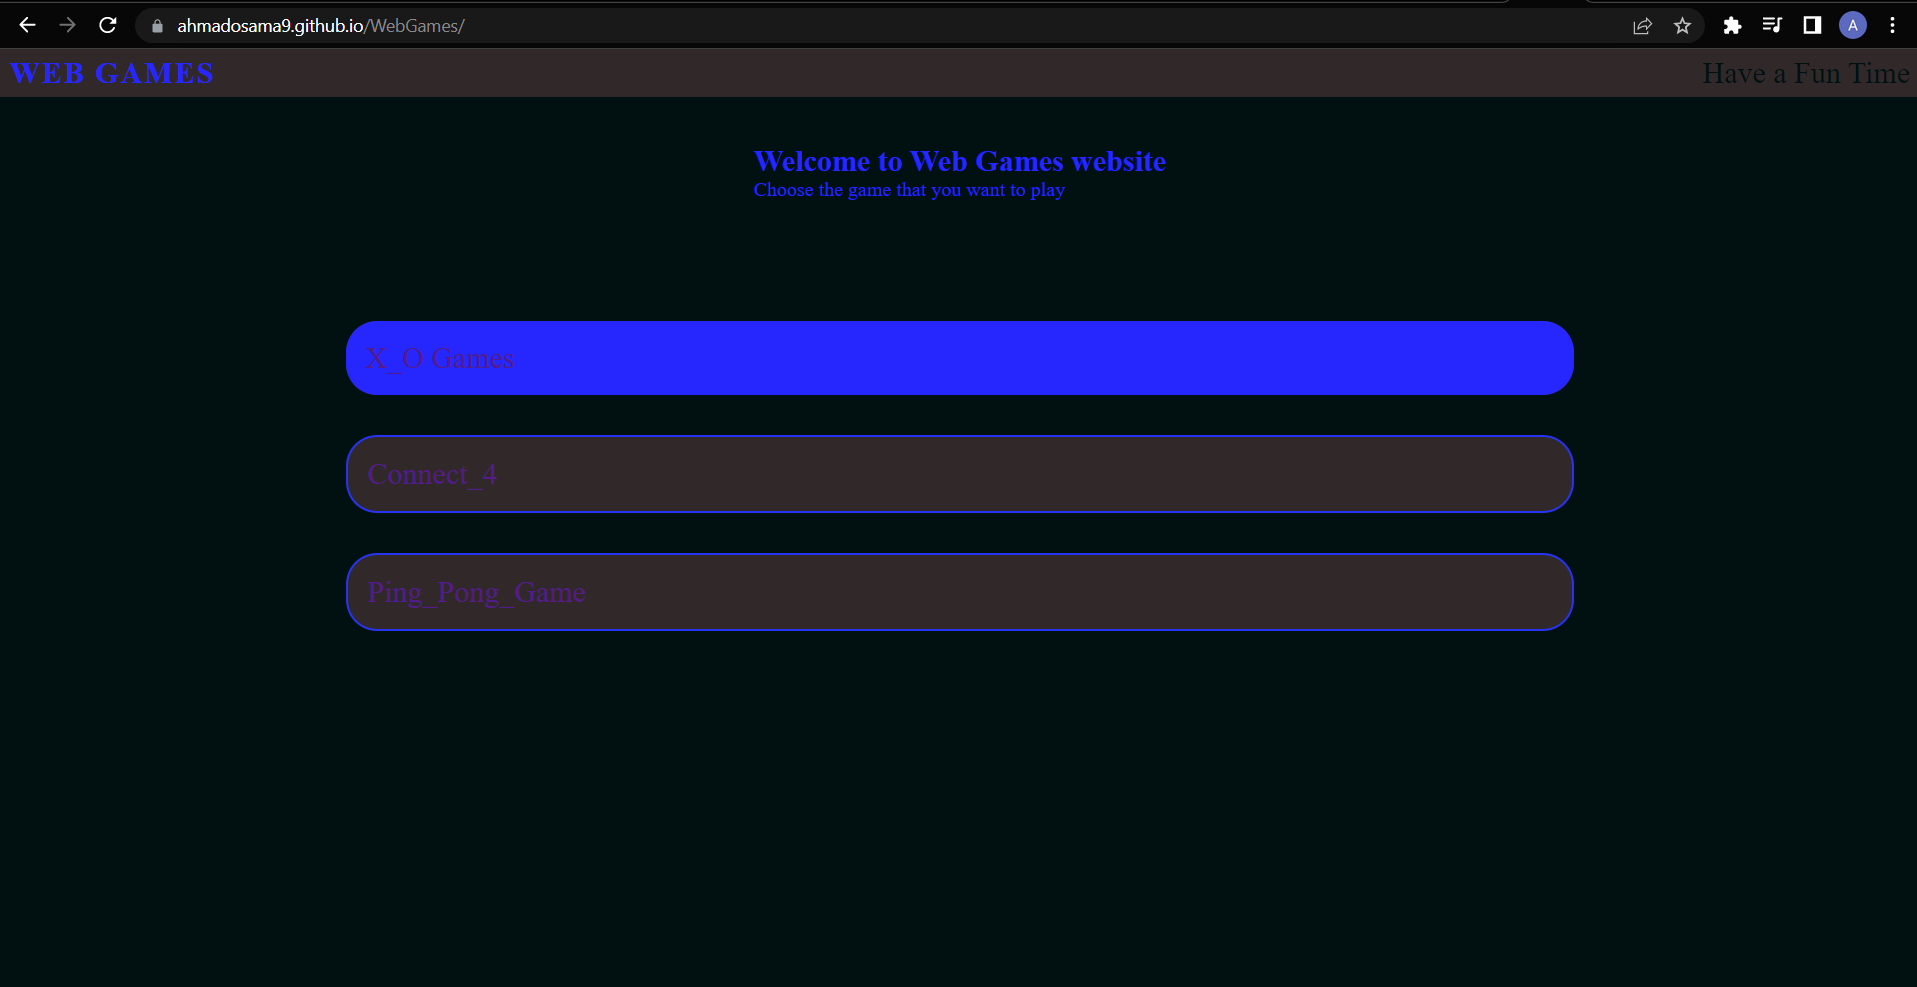 ahmadosama9.github.io/WebGames/
A
WEB GAMES
Have a Fun Time
Welcome to Web Games website
Choose the game that you want to play
X_O Games
Connect_4
Ping_Pong_Game